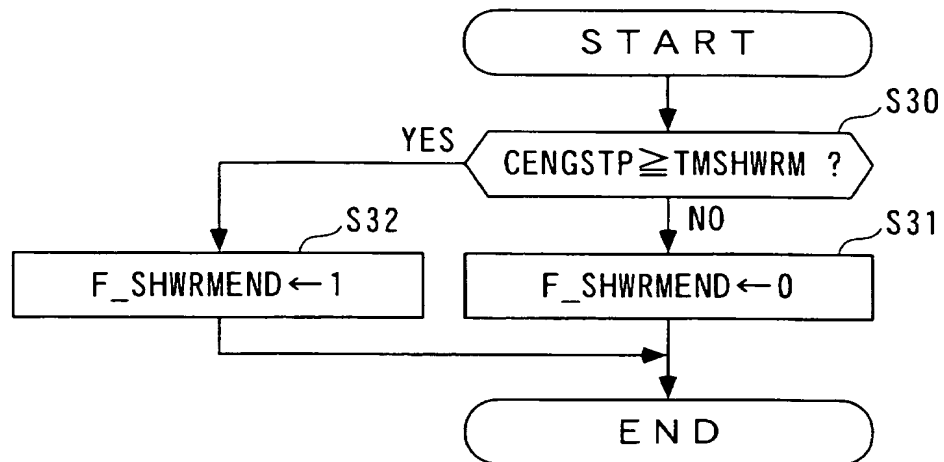 START
S30
YES
CENGSTP≧TMSHWRM ?
NO
S32
S31
F_SHWRMEND←1
F_SHWRMEND←0
END